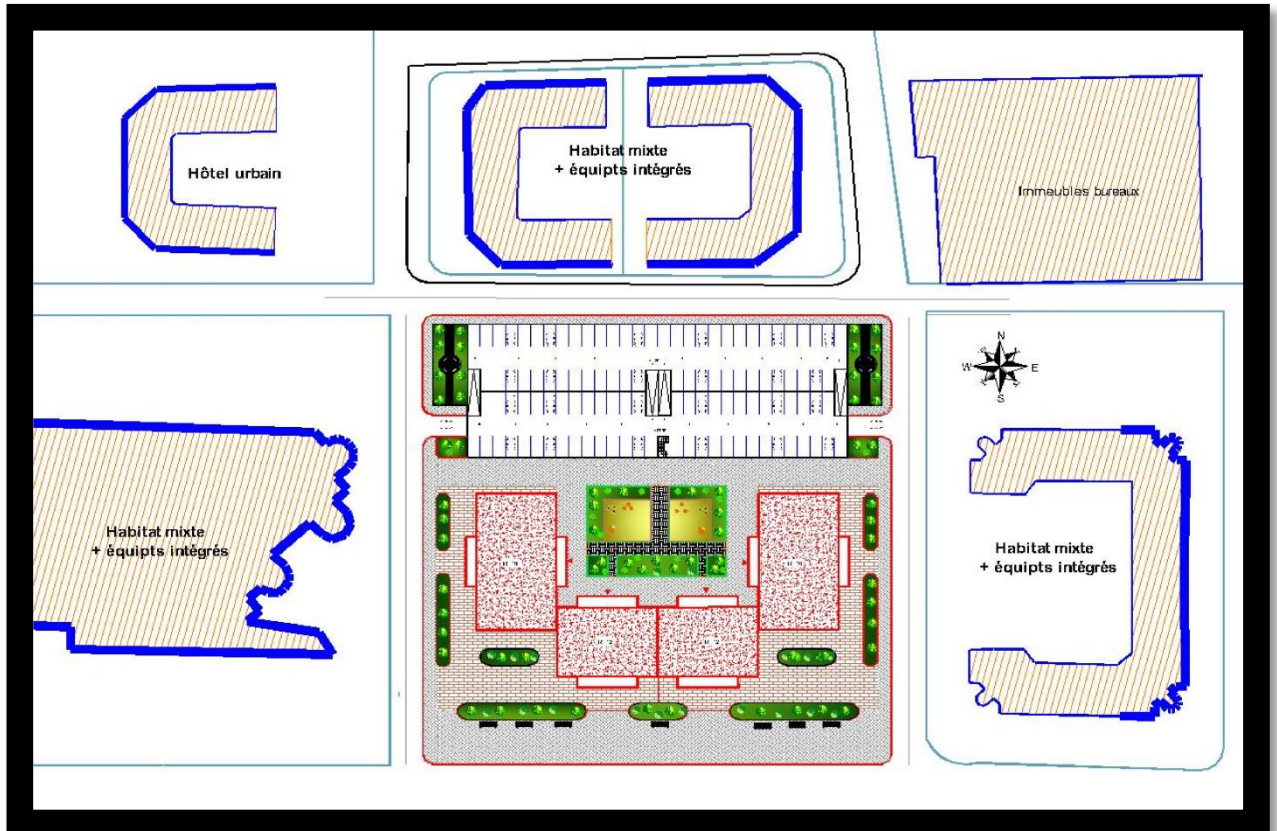 Hôtel urbain
Habitat mixte
+ équipts intégrés
Immeubles bureaux
N
W E
S
Habitat mixte
+ équipts intégrés
Habitat mixte
+ équipts intégrés